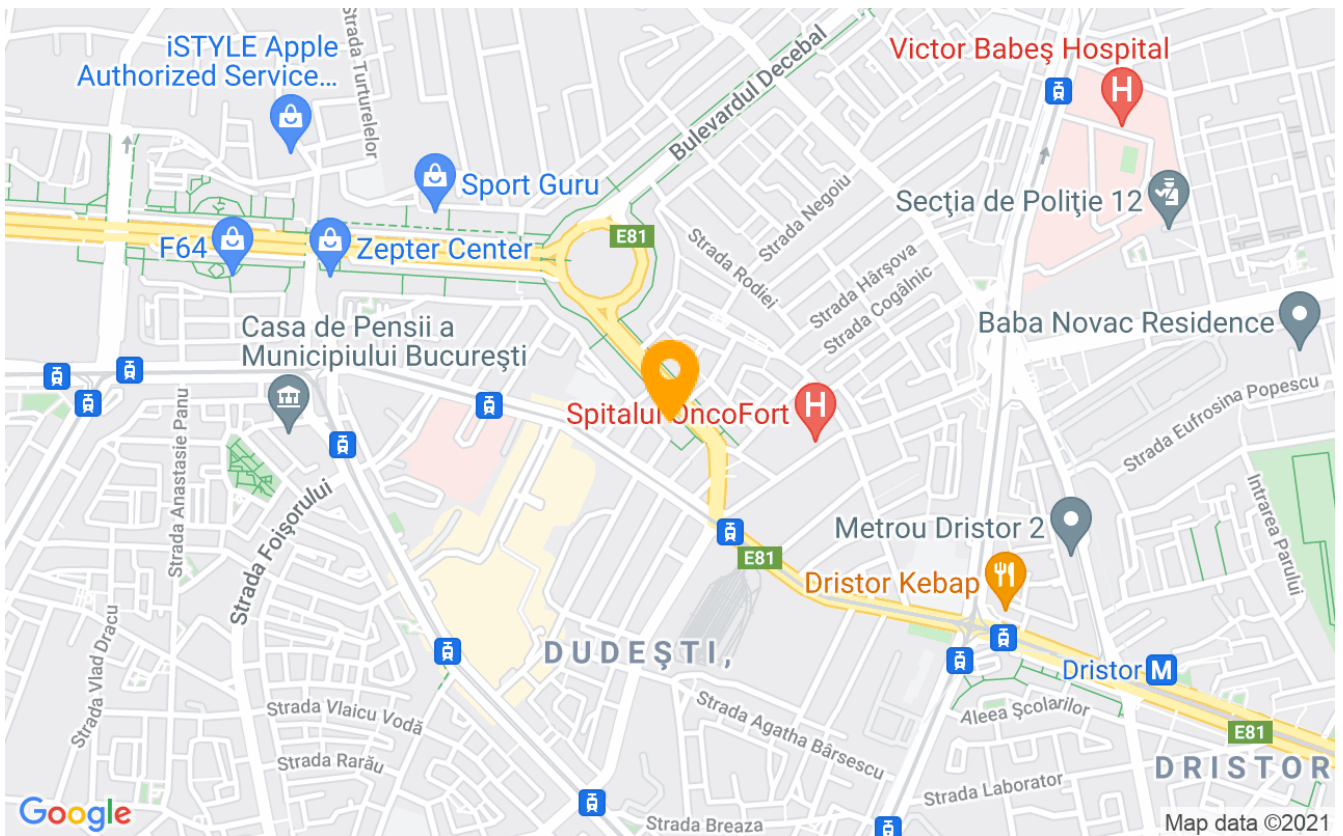 iSTYLE Apple
Authorized Service...
Strada Turturelelor
Bulevardul Decebal
Victor Babeş Hospital
H
Sport Guru
Strada Negoiu
Secţia de Poliţie 12
E81
F64
Zepter Center
Strada Rodiei
Strada Hârşova
Strada Cogâlnic
Casa de Pensii a
Municipiului Bucureşti
Baba Novac Residence
Strada Eufrosina Popescu
Spitalul OncoFort
H
Strada Anastasie Panu
Strada Foişorului
Intrarea Parului
Metrou Dristor 2
E81
Dristor Kebap
DUDEŞTI,
Strada Vlad Dracu
Dristor M
Strada Vlaicu Vodă
Strada Agatha Bârsescu
Aleea Şcolarilor
E81
Strada Rarău
DRISTOR
Strada Laborator
Google
Strada Breaza
Map data ©2021